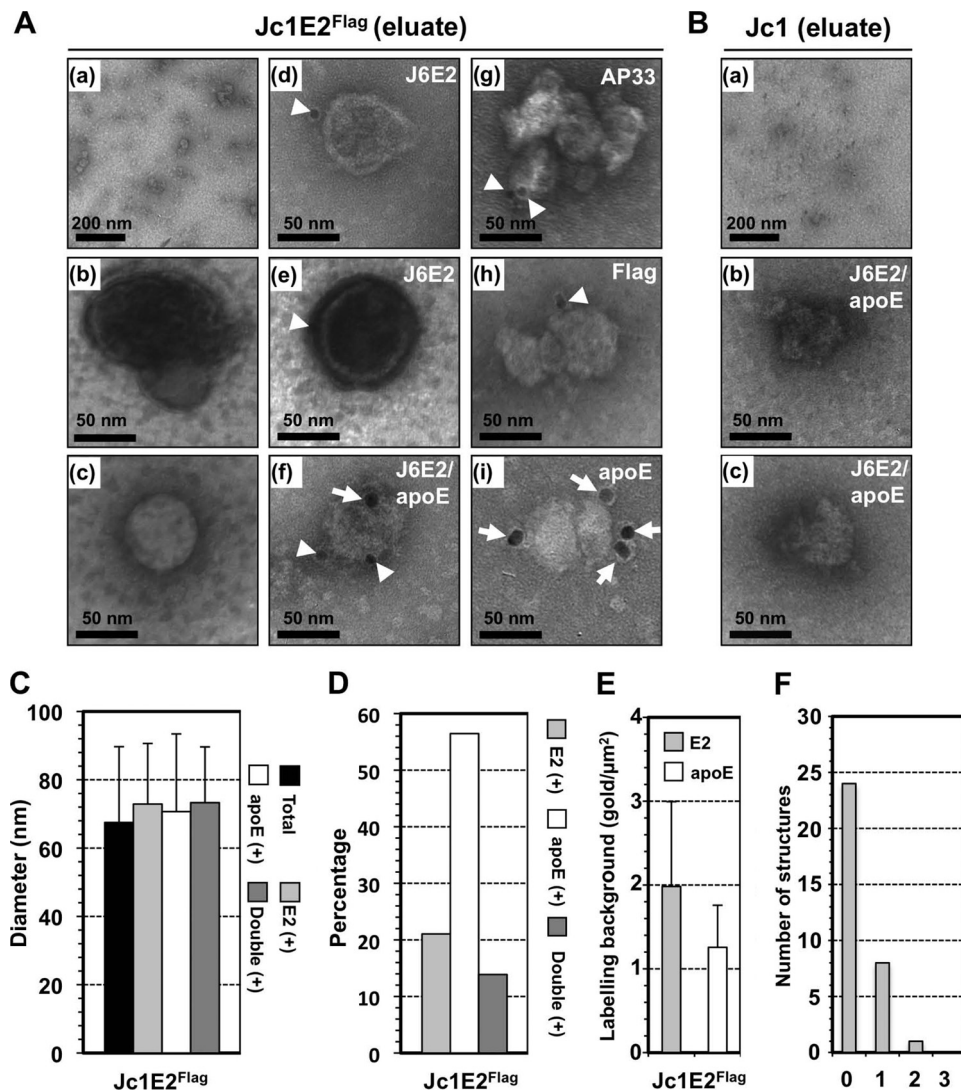 A
Jc1E2Flag (eluate)
B
Jc1 (eluate)
(a)
200 nm
(d)
J6E2
50 nm
(g)
AP33
50 nm
(a)
200 nm
(b)
50 nm
(e)
J6E2
50 nm
(h)
Flag
50 nm
(b)
J6E2/
apoE
50 nm
(c)
50 nm
(f)
J6E2/
apoE
50 nm
(i)
apoE
50 nm
(c)
J6E2/
apoE
50 nm
C
Diameter (nm)
100
80
60
40
20
0
Jc1E2Flag
Total
E2 (+)
apoE (+)
Double (+)
D
Percentage
60
50
40
30
20
10
0
Jc1E2Flag
E2 (+)
apoE (+)
Double (+)
E
Labelling background (gold/µm²)
4
3
2
1
0
E2
apoE
Jc1E2Flag
F
Number of structures
30
25
20
15
10
5
0
0 1 2 3